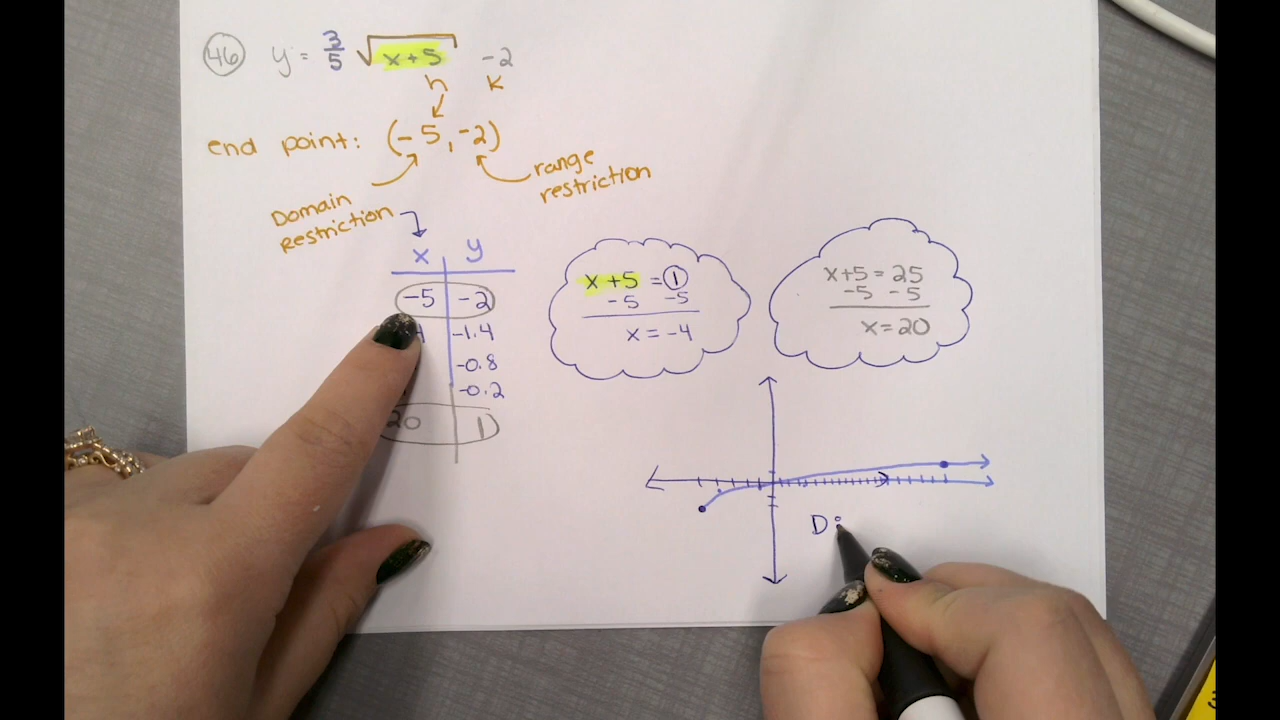 46 y = 3/5 √x+5 -2
h k
end point: (-5, -2)
range restriction
Domain Restriction
x y
-5 -2
4 -1.4
-0.8
-0.2
20 1
x+5 = 1
-5 -5
x = -4
x+5 = 25
-5 -5
x = 20
D: